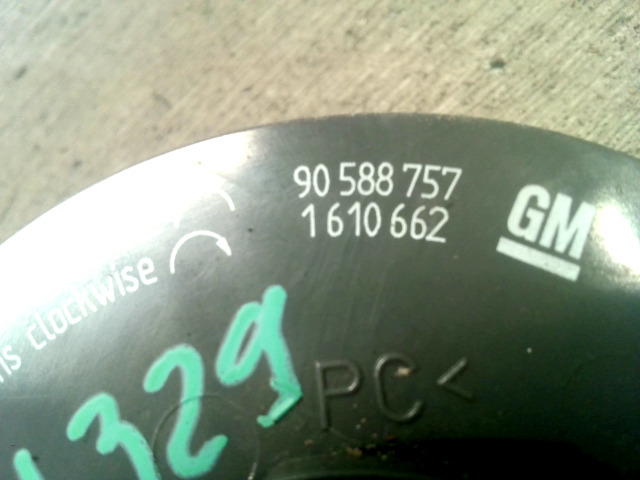 90 588 757
1 610 662
GM
clockwise
329
PC<